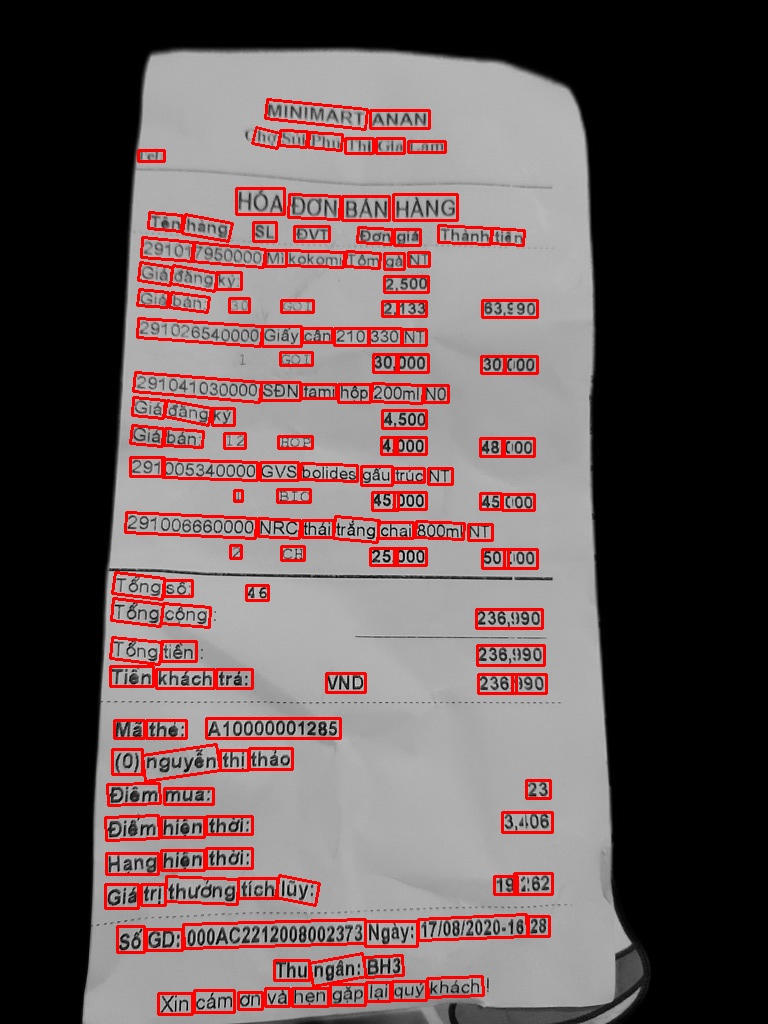 MINIMART ANAN
Chợ Sủi Phú Thị Gia Lâm
Tel:
HÓA ĐƠN BÁN HÀNG
Tên hàng SL ĐVT Đơn giá Thành tiền
291017950000 Mì kokomi Tôm gà NT
Giá đăng ký 2,500
Giá bán: 30 GOI 2,133 63,990
291026540000 Giấy cân 210 330 NT
1 GOI 30,000 30,000
291041030000 SĐN tami hộp 200ml N0
Giá đăng ký 4,500
Giá bán: 12 HOP 4,000 48,000
291005340000 GVS bolides gấu trúc NT
1 BIC 45,000 45,000
291006660000 NRC thái trắng chai 800ml NT
2 CH 25,000 50,000
Tổng số: 46
Tổng cộng: 236,990
Tổng tiền: 236,990
Tiền khách trả: VND 236,990
Mã thẻ: A10000001285
(0) nguyễn thị thảo
Điểm mua: 23
Điểm hiện thời: 3,406
Hạng hiện thời:
Giá trị thưởng tích lũy: 19,262
Số GD: 000AC2212008002373 Ngày: 17/08/2020-16:28
Thu ngân: BH3
Xin cám ơn và hẹn gặp lại quý khách !